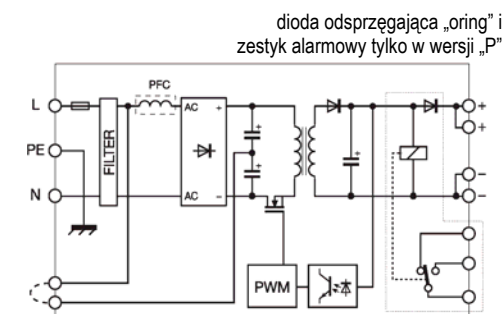 dioda odsprzęgająca „oring” i
zestyk alarmowy tylko w wersji „P”
PFC
L
AC
+
+
+
+
+
PE
FILTER
+
+
−
N
AC
−
−
PWM